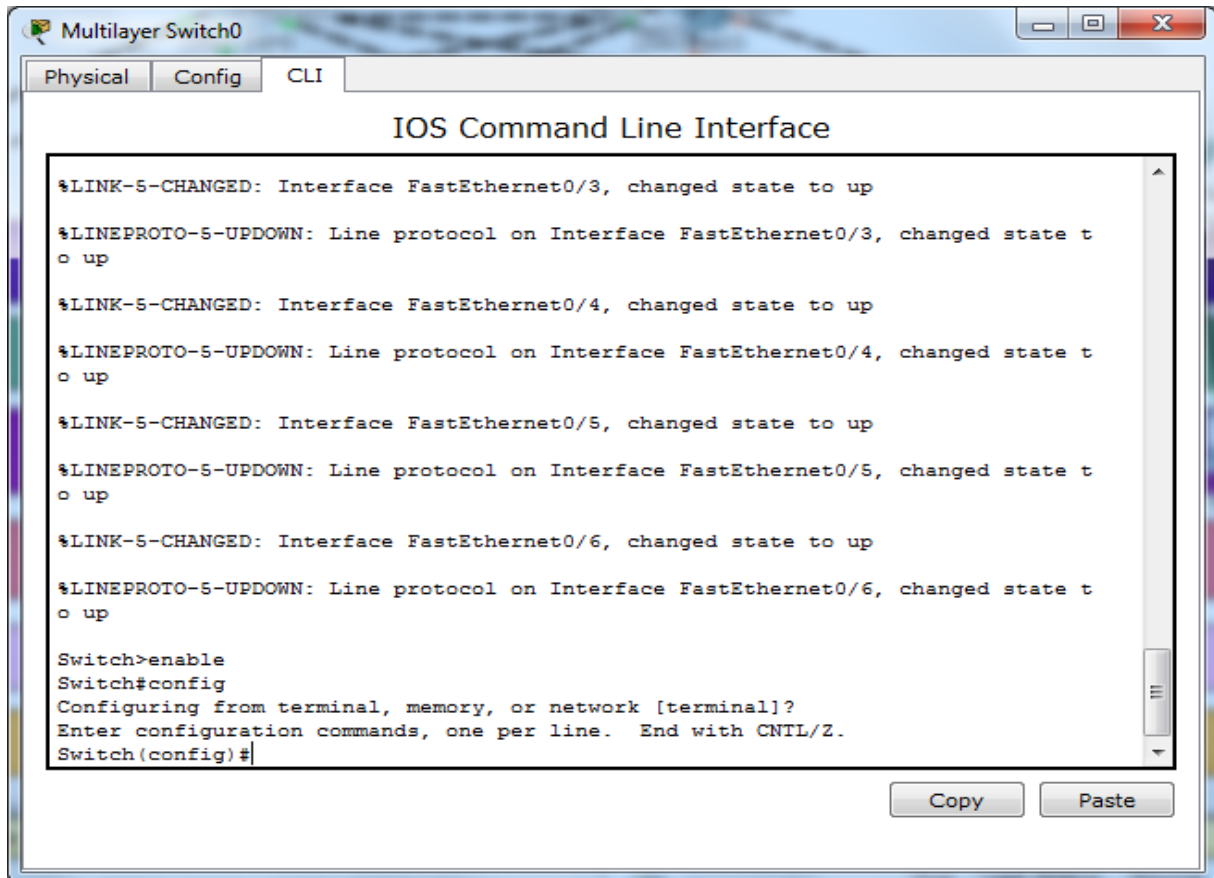 Multilayer Switch0
Physical
Config
CLI
IOS Command Line Interface
%LINK-5-CHANGED: Interface FastEthernet0/3, changed state to up
%LINEPROTO-5-UPDOWN: Line protocol on Interface FastEthernet0/3, changed state t
o up
%LINK-5-CHANGED: Interface FastEthernet0/4, changed state to up
%LINEPROTO-5-UPDOWN: Line protocol on Interface FastEthernet0/4, changed state t
o up
%LINK-5-CHANGED: Interface FastEthernet0/5, changed state to up
%LINEPROTO-5-UPDOWN: Line protocol on Interface FastEthernet0/5, changed state t
o up
%LINK-5-CHANGED: Interface FastEthernet0/6, changed state to up
%LINEPROTO-5-UPDOWN: Line protocol on Interface FastEthernet0/6, changed state t
o up
Switch>enable
Switch#config
Configuring from terminal, memory, or network [terminal]?
Enter configuration commands, one per line.  End with CNTL/Z.
Switch(config)#
Copy
Paste